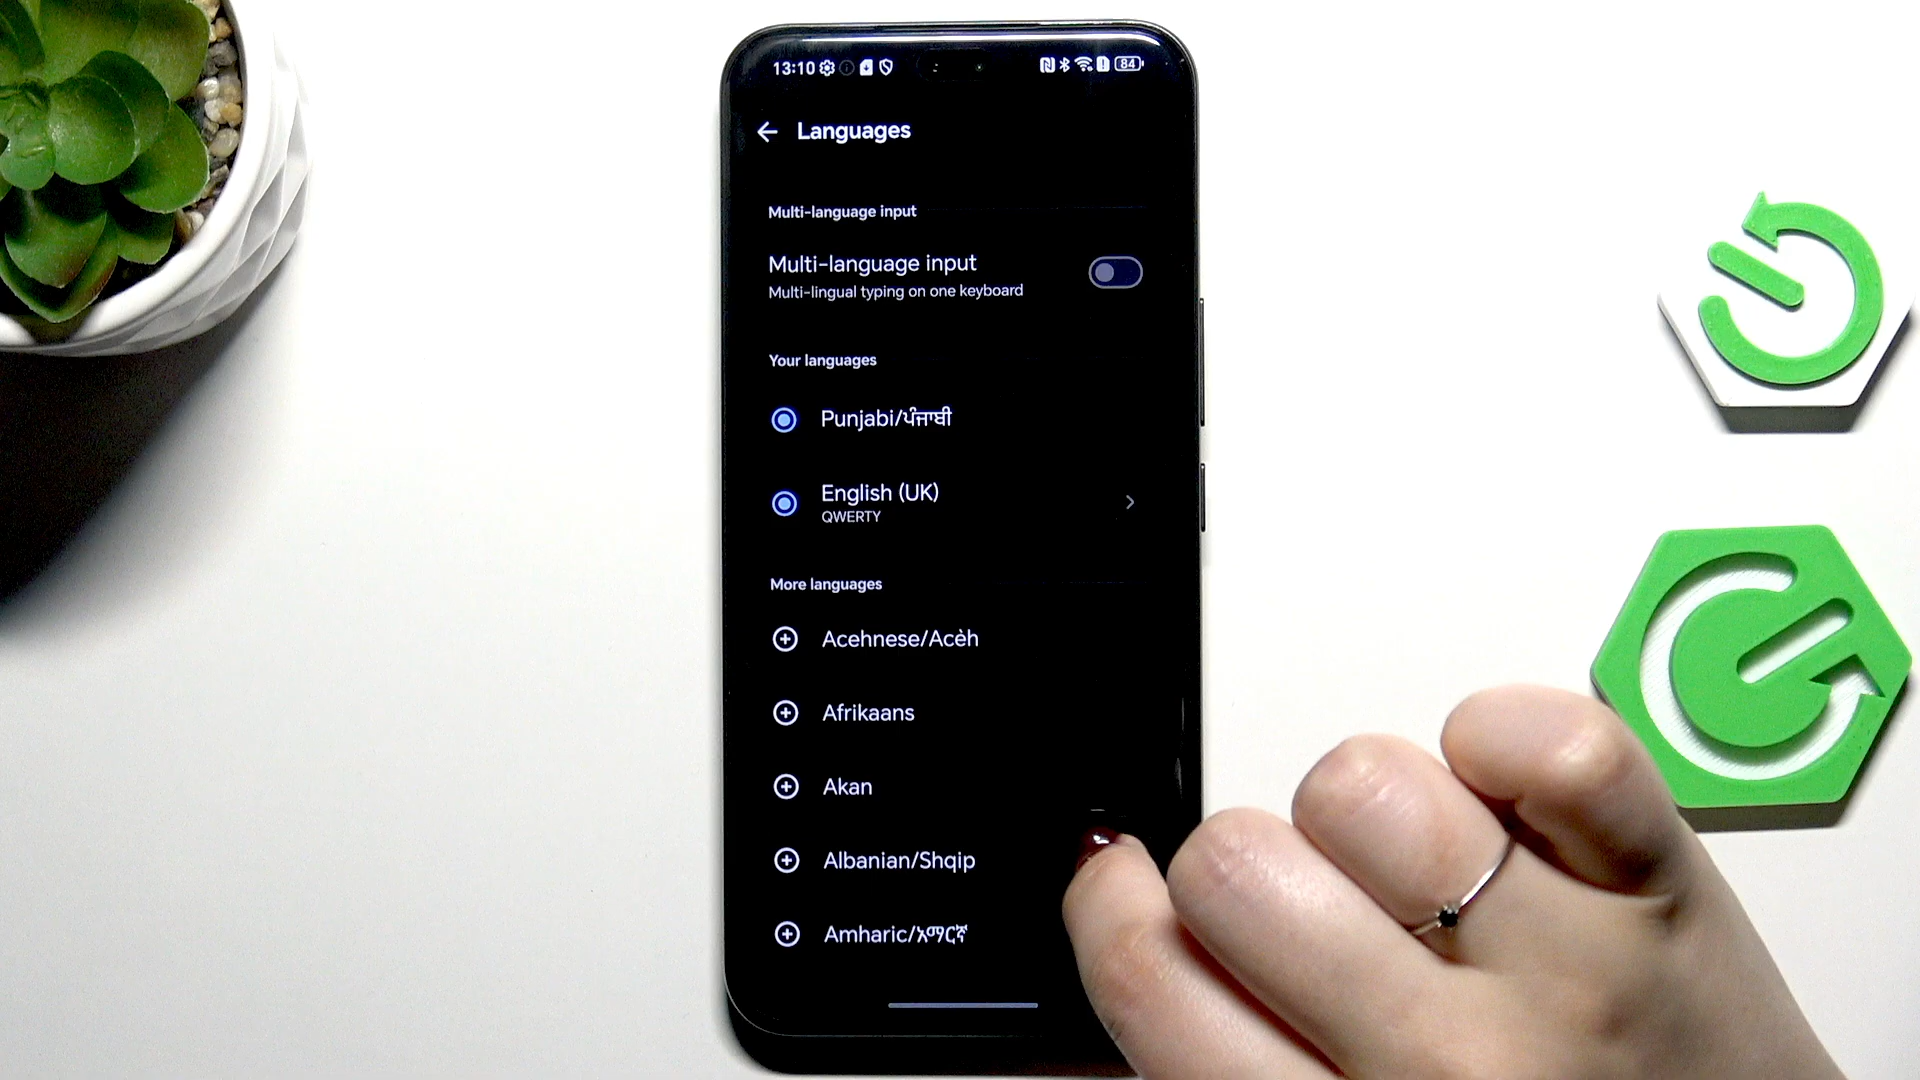 13:10
84
Languages
Multi-language input
Multi-language input
Multi-lingual typing on one keyboard
Your languages
Punjabi/ਪੰਜਾਬੀ
English (UK)
QWERTY
More languages
Acehnese/Acèh
Afrikaans
Akan
Albanian/Shqip
Amharic/አማርኛ